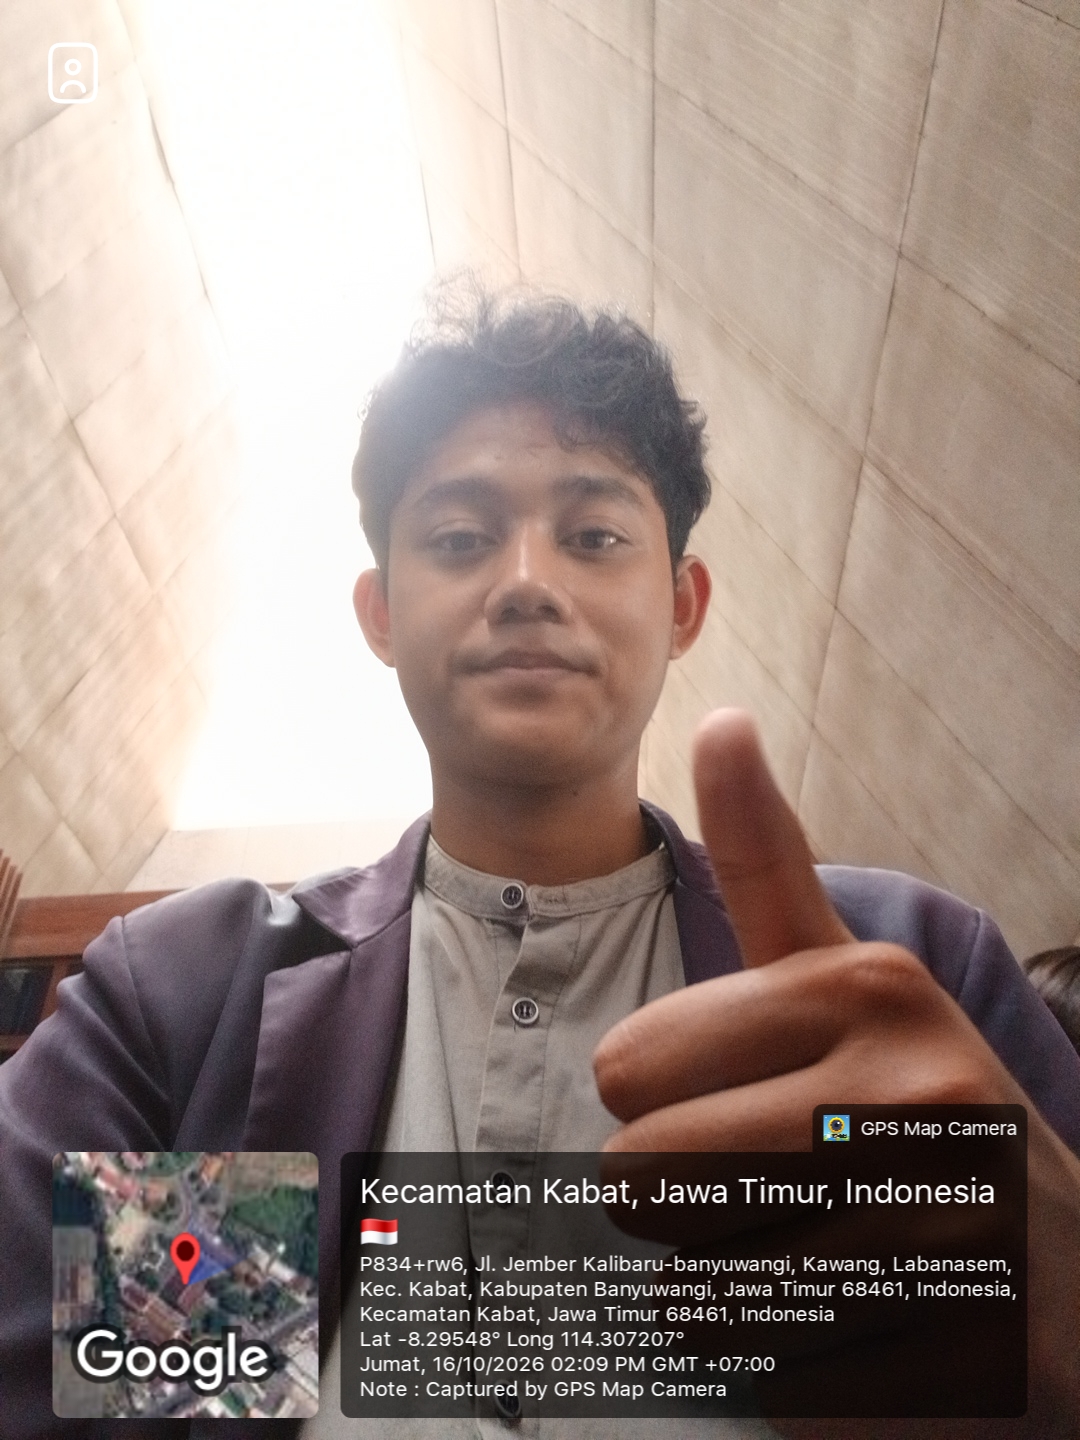 GPS Map Camera
Kecamatan Kabat, Jawa Timur, Indonesia
P834+rw6, Jl. Jember Kalibaru-banyuwangi, Kawang, Labanasem,
Kec. Kabat, Kabupaten Banyuwangi, Jawa Timur 68461, Indonesia,
Kecamatan Kabat, Jawa Timur 68461, Indonesia
Lat -8.29548° Long 114.307207°
Jumat, 16/10/2026 02:09 PM GMT +07:00
Note : Captured by GPS Map Camera
Google